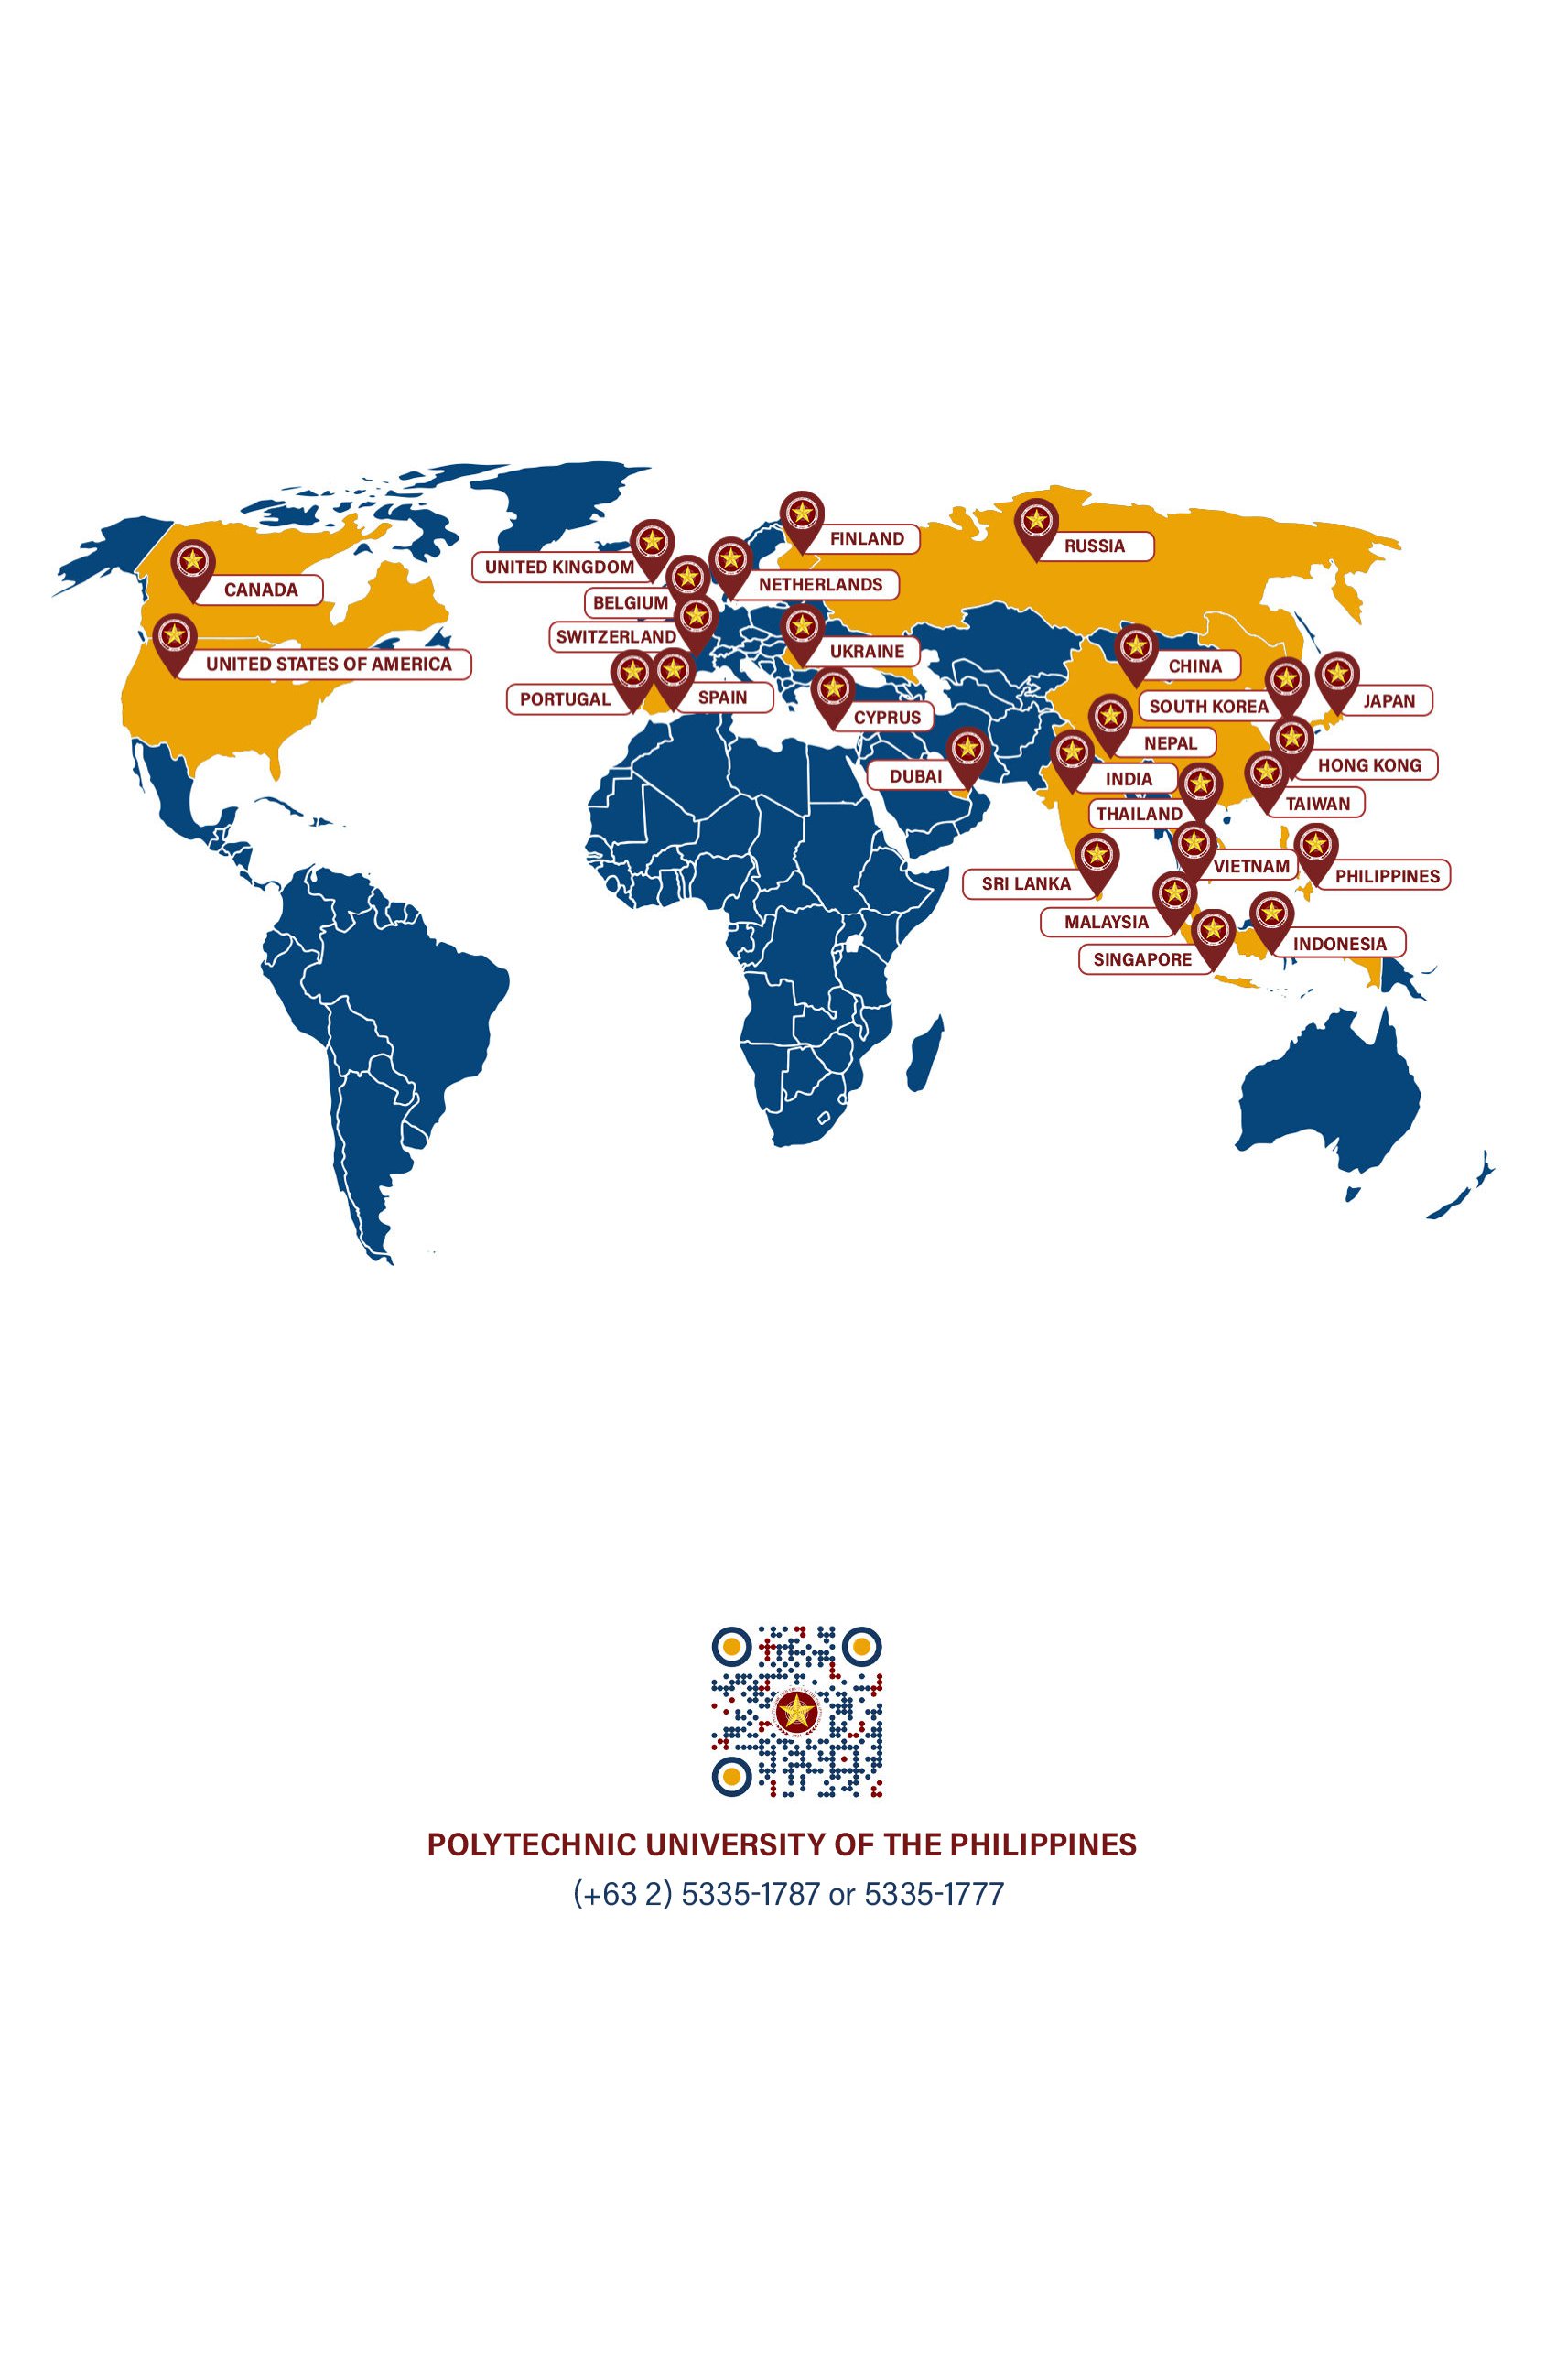 FINLAND
RUSSIA
UNITED KINGDOM
NETHERLANDS
CANADA
BELGIUM
SWITZERLAND
UKRAINE
UNITED STATES OF AMERICA
CHINA
PORTUGAL
SPAIN
SOUTH KOREA
JAPAN
CYPRUS
NEPAL
HONG KONG
DUBAI
INDIA
TAIWAN
THAILAND
VIETNAM
PHILIPPINES
SRI LANKA
MALAYSIA
INDONESIA
SINGAPORE
POLYTECHNIC UNIVERSITY OF THE PHILIPPINES
(+63 2) 5335-1787 or 5335-1777